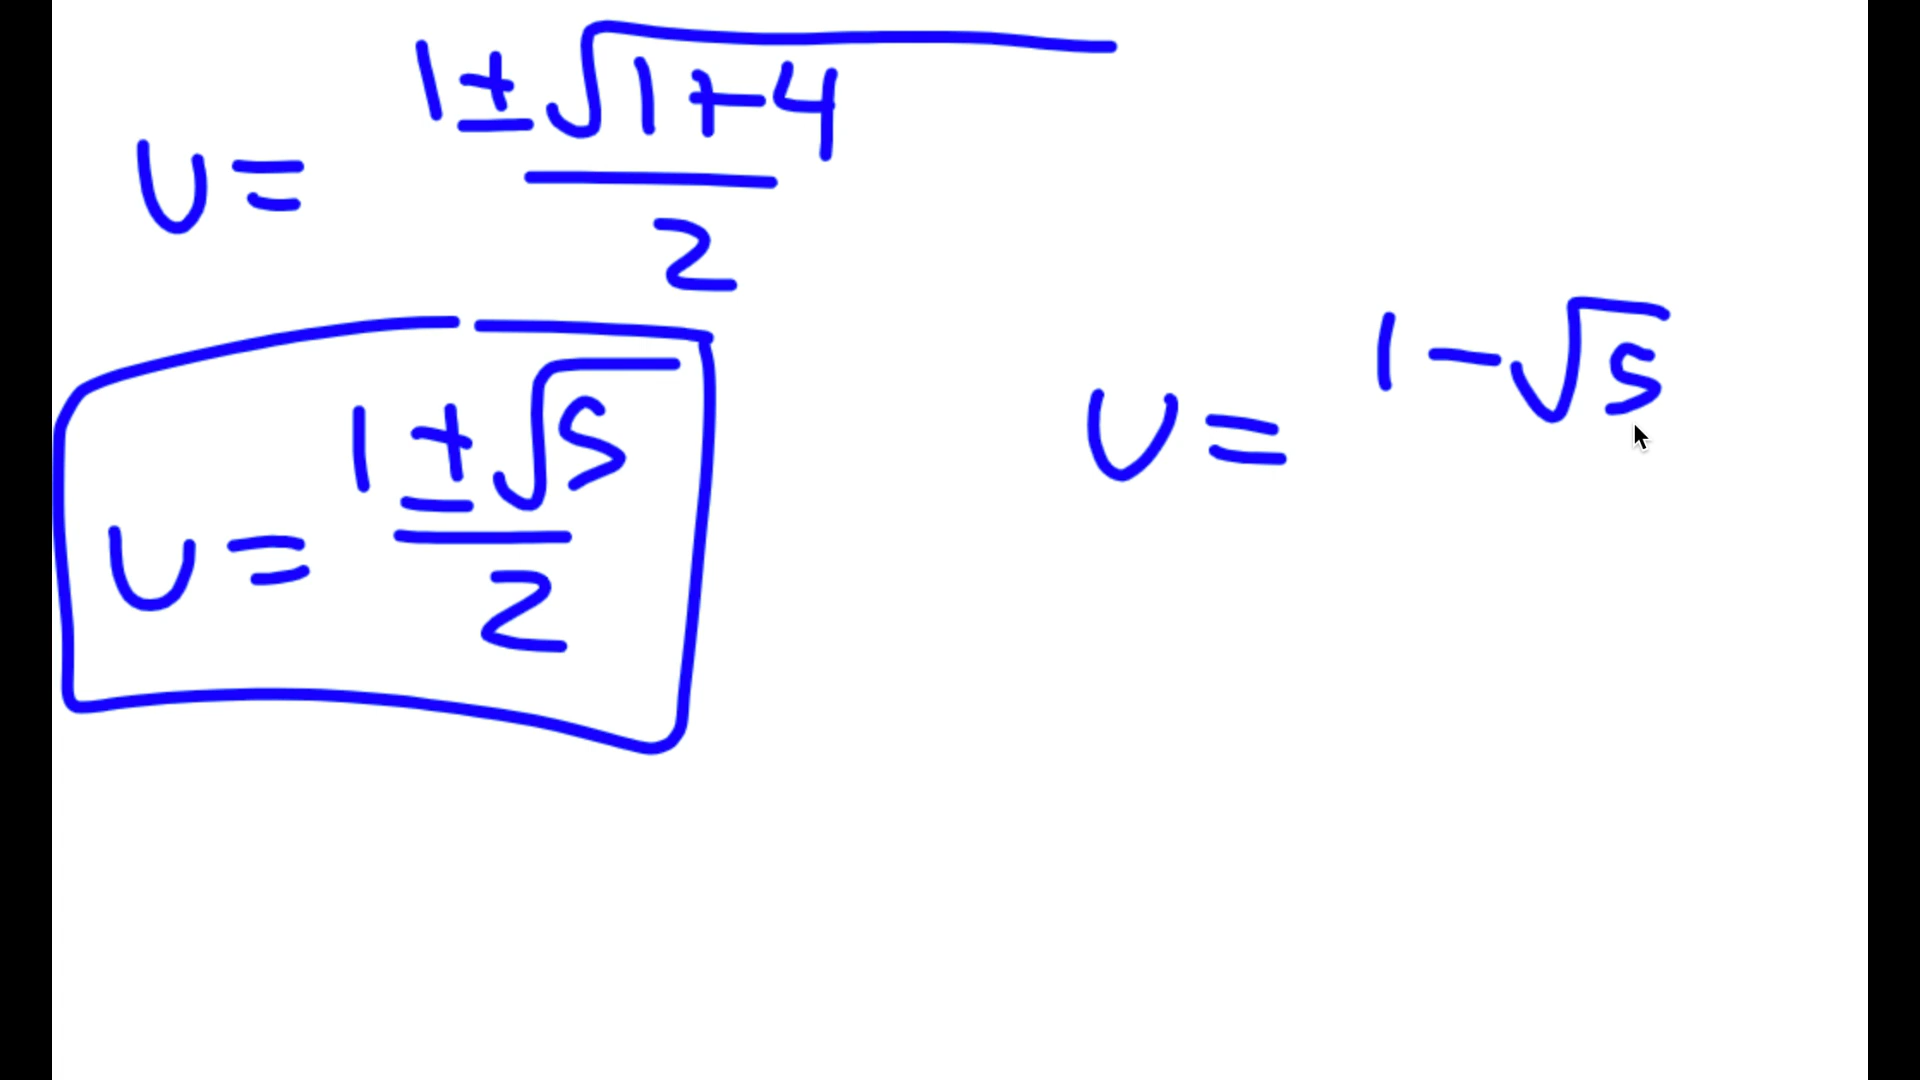 U = (1 ± √(1+4)) / 2
U = (1 ± √5) / 2
U = 1 - √5